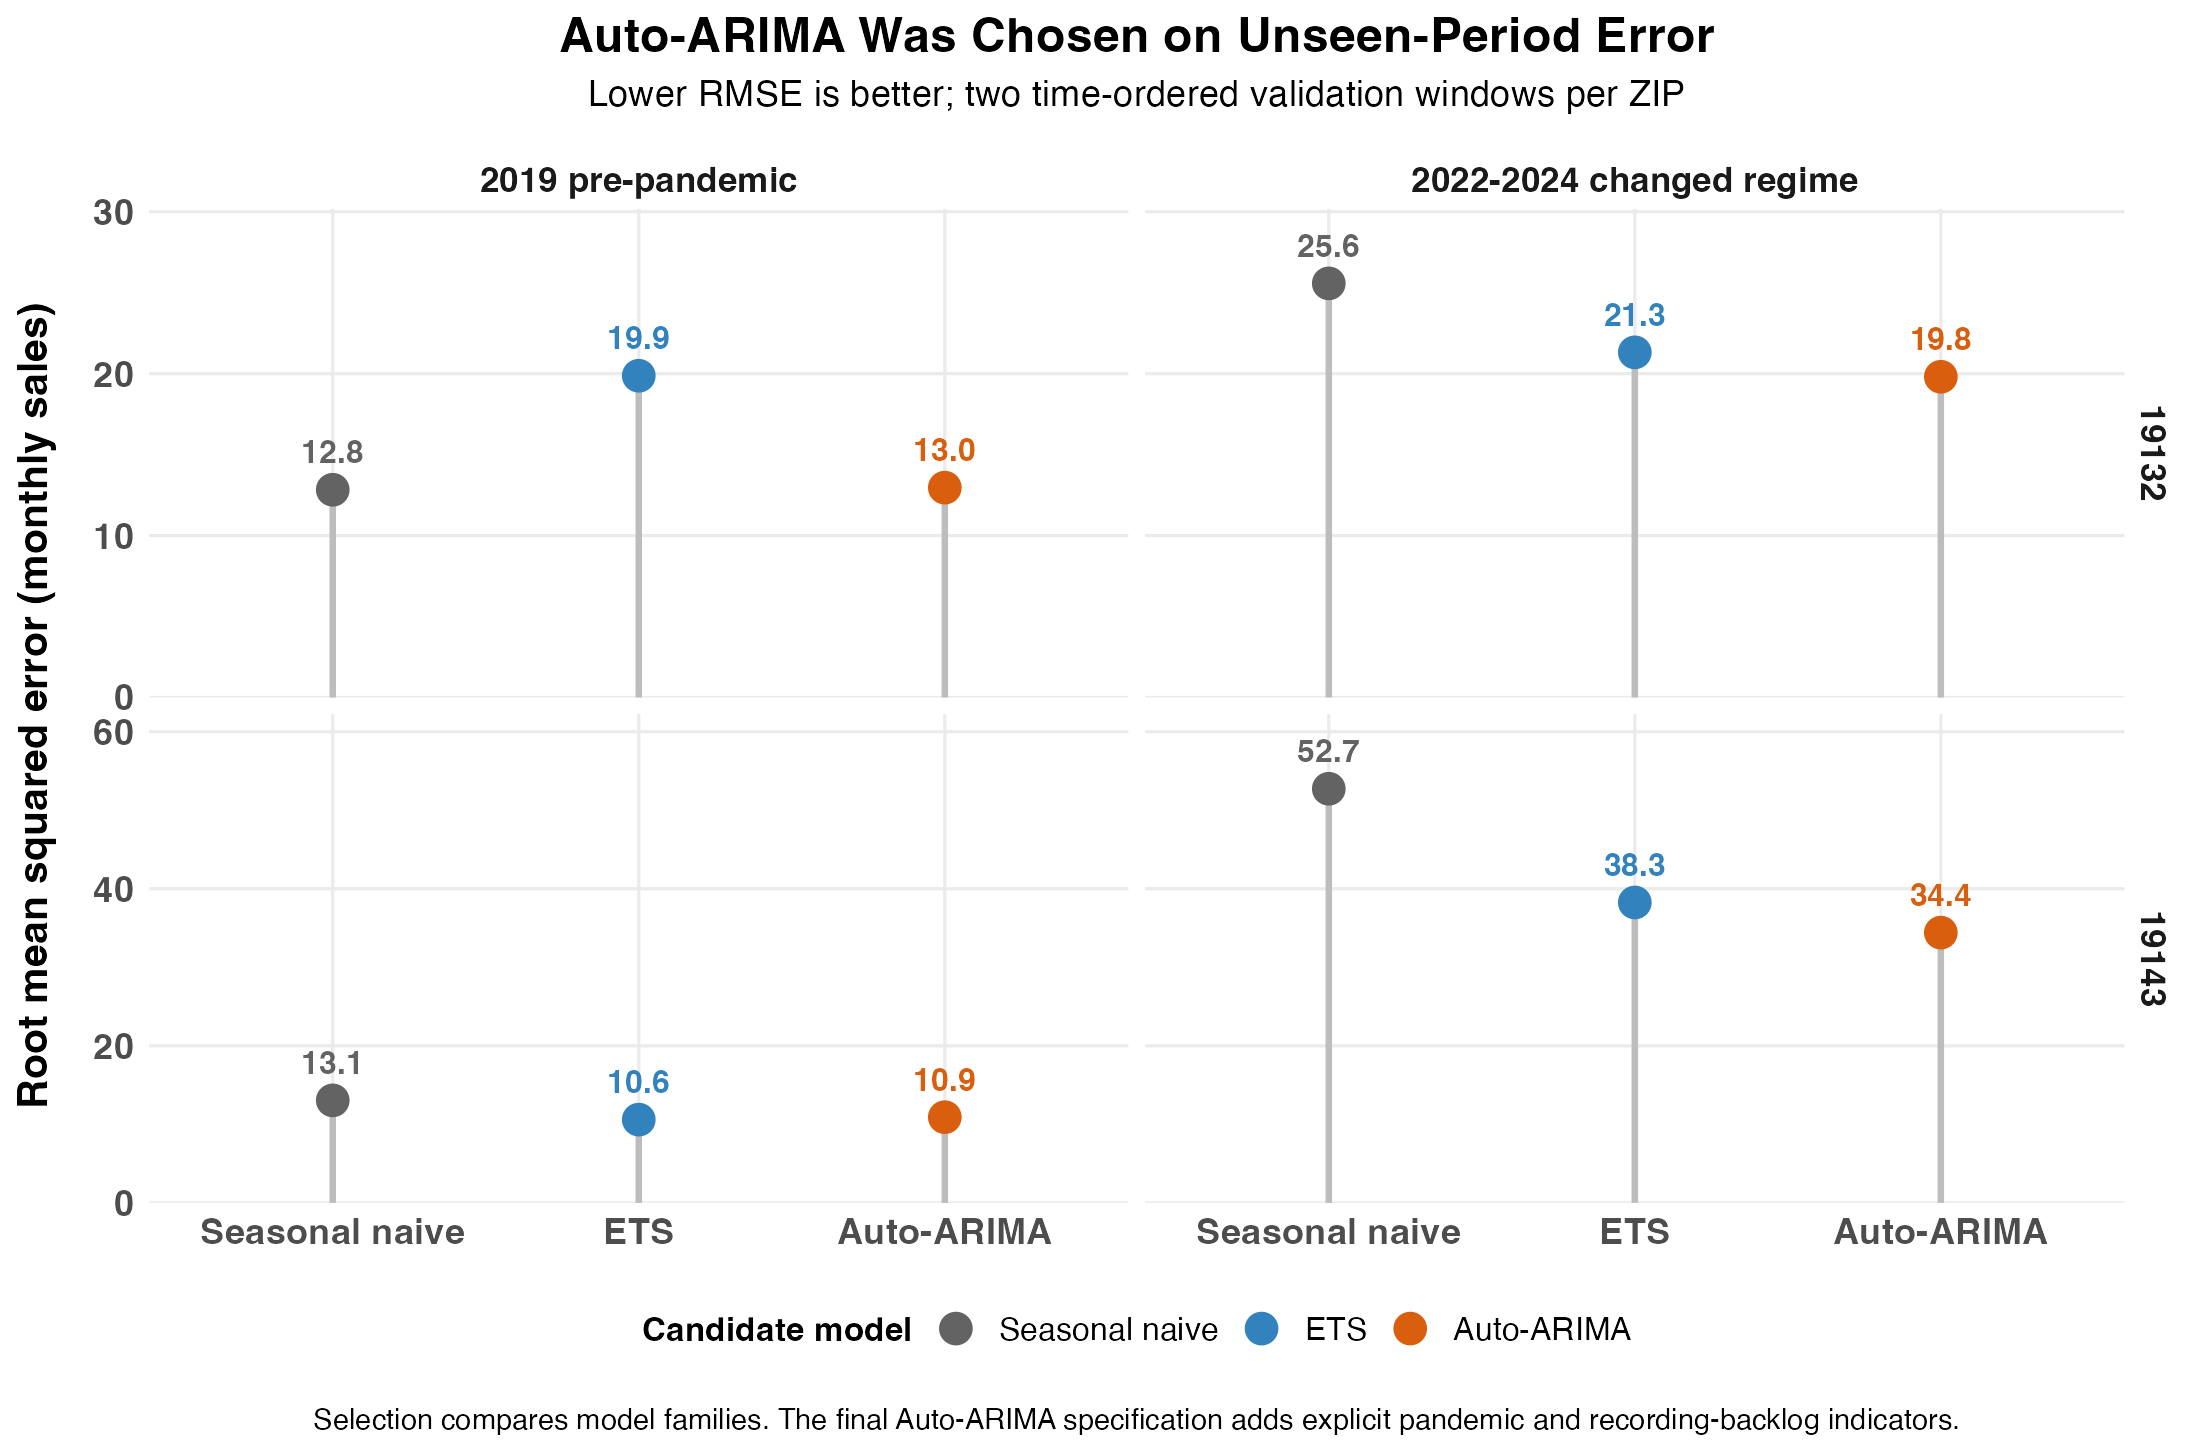 Auto-ARIMA Was Chosen on Unseen-Period Error
Lower RMSE is better; two time-ordered validation windows per ZIP
2019 pre-pandemic
2022-2024 changed regime
Root mean squared error (monthly sales)
30
20
10
0
12.8
19.9
13.0
25.6
21.3
19.8
19132
60
40
20
0
13.1
10.6
10.9
52.7
38.3
34.4
19143
Seasonal naive
ETS
Auto-ARIMA
Seasonal naive
ETS
Auto-ARIMA
Candidate model
Seasonal naive
ETS
Auto-ARIMA
Selection compares model families. The final Auto-ARIMA specification adds explicit pandemic and recording-backlog indicators.